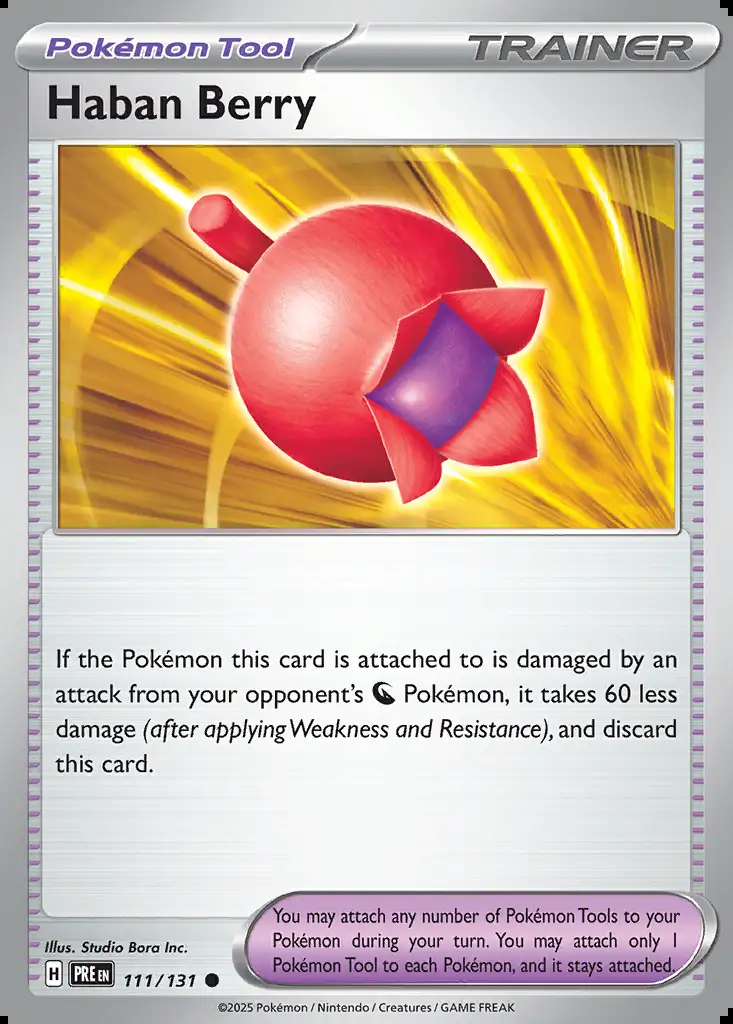 Pokémon Tool
TRAINER
Haban Berry
If the Pokémon this card is attached to is damaged by an
attack from your opponent's Pokémon, it takes 60 less
damage (after applying Weakness and Resistance), and discard
this card.
You may attach any number of Pokémon Tools to your
Pokémon during your turn. You may attach only 1
Pokémon Tool to each Pokémon, and it stays attached.
Illus. Studio Bora Inc.
H PRE EN 111/131
©2025 Pokémon / Nintendo / Creatures / GAME FREAK